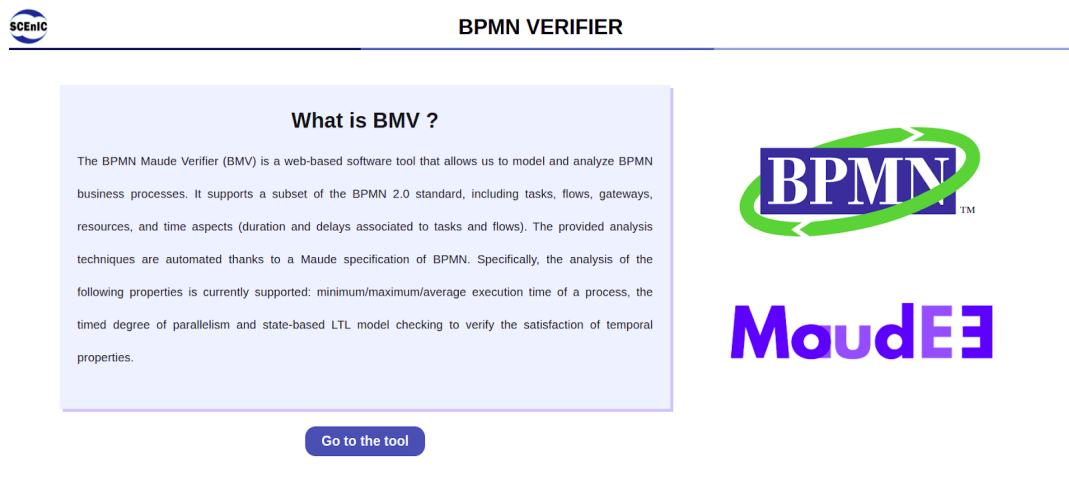 SCEnIC
BPMN VERIFIER
What is BMV ?
The BPMN Maude Verifier (BMV) is a web-based software tool that allows us to model and analyze BPMN
business processes. It supports a subset of the BPMN 2.0 standard, including tasks, flows, gateways,
resources, and time aspects (duration and delays associated to tasks and flows). The provided analysis
techniques are automated thanks to a Maude specification of BPMN. Specifically, the analysis of the
following properties is currently supported: minimum/maximum/average execution time of a process, the
timed degree of parallelism and state-based LTL model checking to verify the satisfaction of temporal
properties.
Go to the tool
BPMN
TM
MaudEƎ